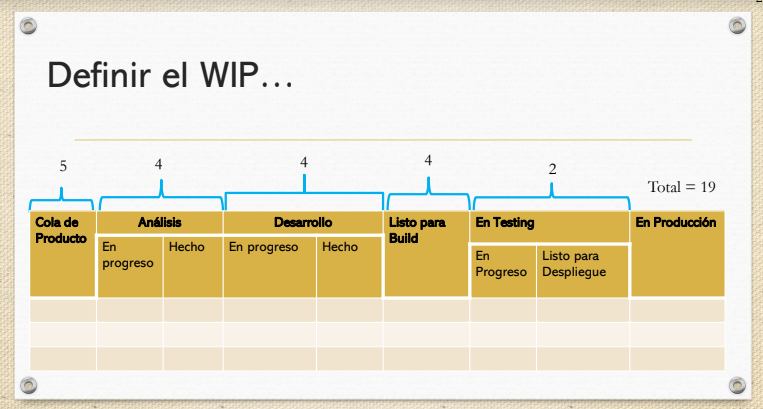 Definir el WIP...
5
4
4
4
2
Total = 19
Cola de
Producto
Análisis
Desarrollo
Listo para
Build
En Testing
En Producción
En
progreso
Hecho
En progreso
Hecho
En
Progreso
Listo para
Despliegue